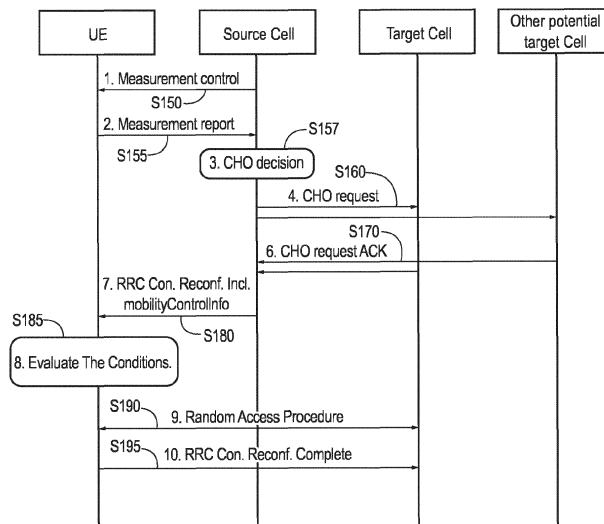 UE
Source Cell
Target Cell
Other potential
target Cell
1. Measurement control
S150
2. Measurement report
S155
S157
3. CHO decision
S160
4. CHO request
S170
6. CHO request ACK
7. RRC Con. Reconf. Incl.
mobilityControlInfo
S180
S185
8. Evaluate The Conditions.
S190
9. Random Access Procedure
S195
10. RRC Con. Reconf. Complete